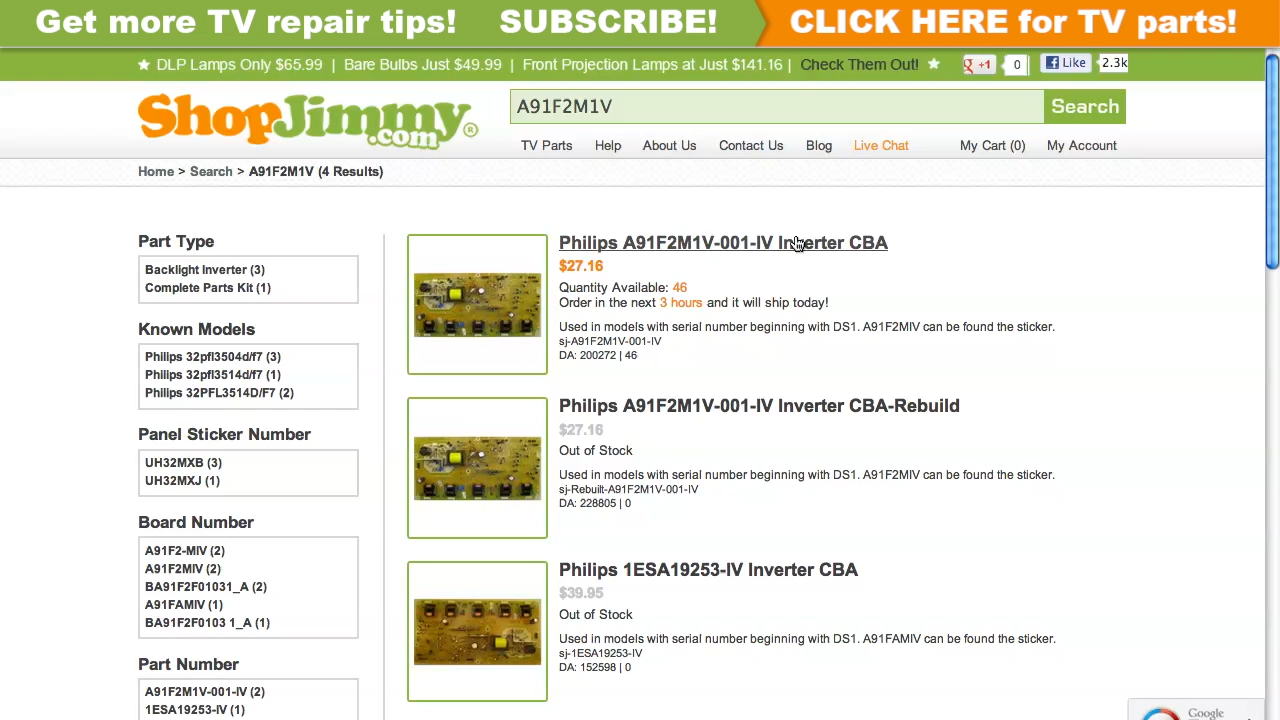 Get more TV repair tips! SUBSCRIBE! CLICK HERE for TV parts!
★ DLP Lamps Only $65.99 | Bare Bulbs Just $49.99 | Front Projection Lamps at Just $141.16 | Check Them Out! ★
g +1 0 Like 2.3k
ShopJimmy.com®
A91F2M1V Search
TV Parts Help About Us Contact Us Blog Live Chat My Cart (0) My Account
Home > Search > A91F2M1V (4 Results)
Part Type
Backlight Inverter (3)
Complete Parts Kit (1)
Known Models
Philips 32pfl3504d/f7 (3)
Philips 32pfl3514d/f7 (1)
Philips 32PFL3514D/F7 (2)
Panel Sticker Number
UH32MXB (3)
UH32MXJ (1)
Board Number
A91F2-MIV (2)
A91F2MIV (2)
BA91F2F01031_A (2)
A91FAMIV (1)
BA91F2F0103 1_A (1)
Part Number
A91F2M1V-001-IV (2)
1ESA19253-IV (1)
Philips A91F2M1V-001-IV Inverter CBA
$27.16
Quantity Available: 46
Order in the next 3 hours and it will ship today!
Used in models with serial number beginning with DS1. A91F2MIV can be found the sticker.
sj-A91F2M1V-001-IV
DA: 200272 | 46
Philips A91F2M1V-001-IV Inverter CBA-Rebuild
$27.16
Out of Stock
Used in models with serial number beginning with DS1. A91F2MIV can be found the sticker.
sj-Rebuilt-A91F2M1V-001-IV
DA: 228805 | 0
Philips 1ESA19253-IV Inverter CBA
$39.95
Out of Stock
Used in models with serial number beginning with DS1. A91FAMIV can be found the sticker.
sj-1ESA19253-IV
DA: 152598 | 0
Google